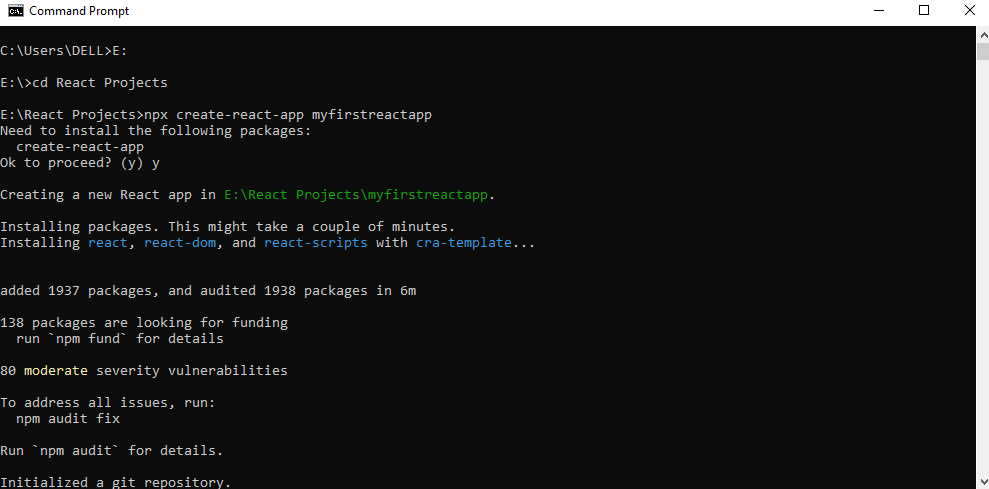 Command Prompt
C:\Users\DELL>E:
E:\>cd React Projects
E:\React Projects>npx create-react-app myfirstreactapp
Need to install the following packages:
  create-react-app
Ok to proceed? (y) y
Creating a new React app in E:\React Projects\myfirstreactapp.
Installing packages. This might take a couple of minutes.
Installing react, react-dom, and react-scripts with cra-template...
added 1937 packages, and audited 1938 packages in 6m
138 packages are looking for funding
  run `npm fund` for details
80 moderate severity vulnerabilities
To address all issues, run:
  npm audit fix
Run `npm audit` for details.
Initialized a git repository.